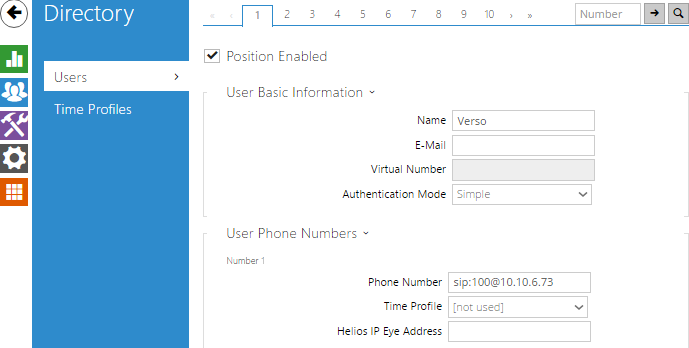 Directory
« ‹ 1 2 3 4 5 6 7 8 9 10 › » Number
Position Enabled
Users
Time Profiles
User Basic Information
Name Verso
E-Mail
Virtual Number
Authentication Mode Simple
User Phone Numbers
Number 1
Phone Number sip:100@10.10.6.73
Time Profile [not used]
Helios IP Eye Address